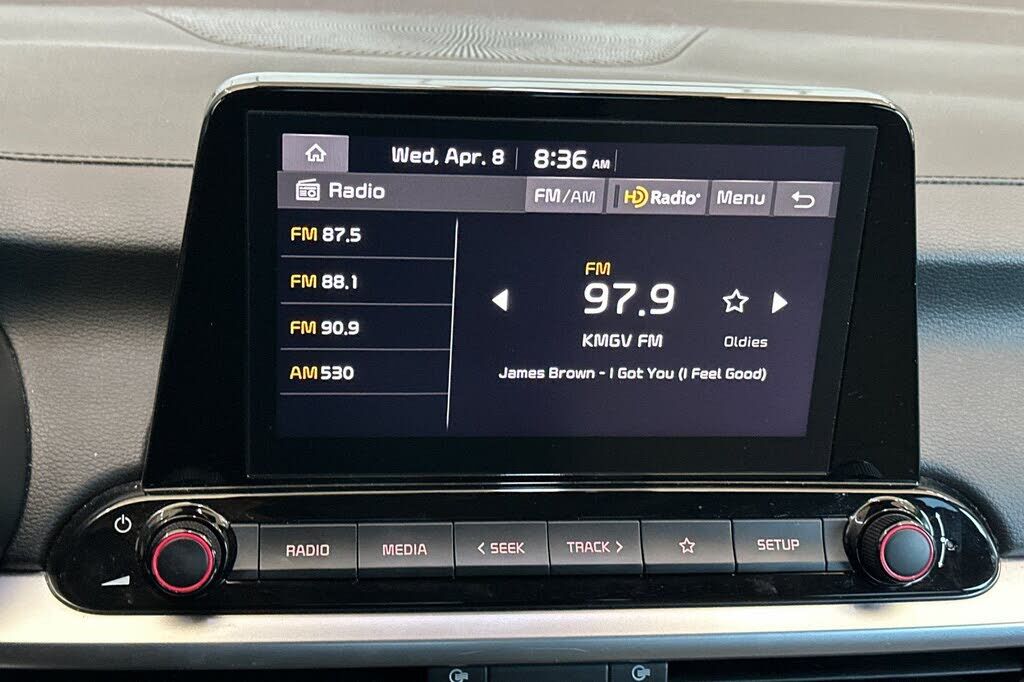 Wed, Apr. 8 8:36 AM
Radio FM/AM HD Radio® Menu
FM 87.5
FM 88.1
FM 90.9
AM 530
FM
97.9
KMGV FM Oldies
James Brown - I Got You (I Feel Good)
RADIO MEDIA < SEEK TRACK > SETUP